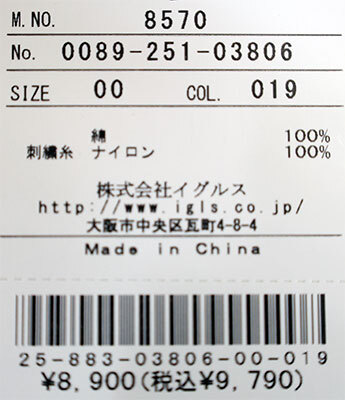 M.NO. 8570
No. 0089-251-03806
SIZE 00 COL. 019
綿 100%
刺繍糸 ナイロン 100%
株式会社イグルス
http://www.igls.co.jp/
大阪市中央区瓦町4-8-4
Made in China
25-883-03806-00-019
¥8,900(税込¥9,790)